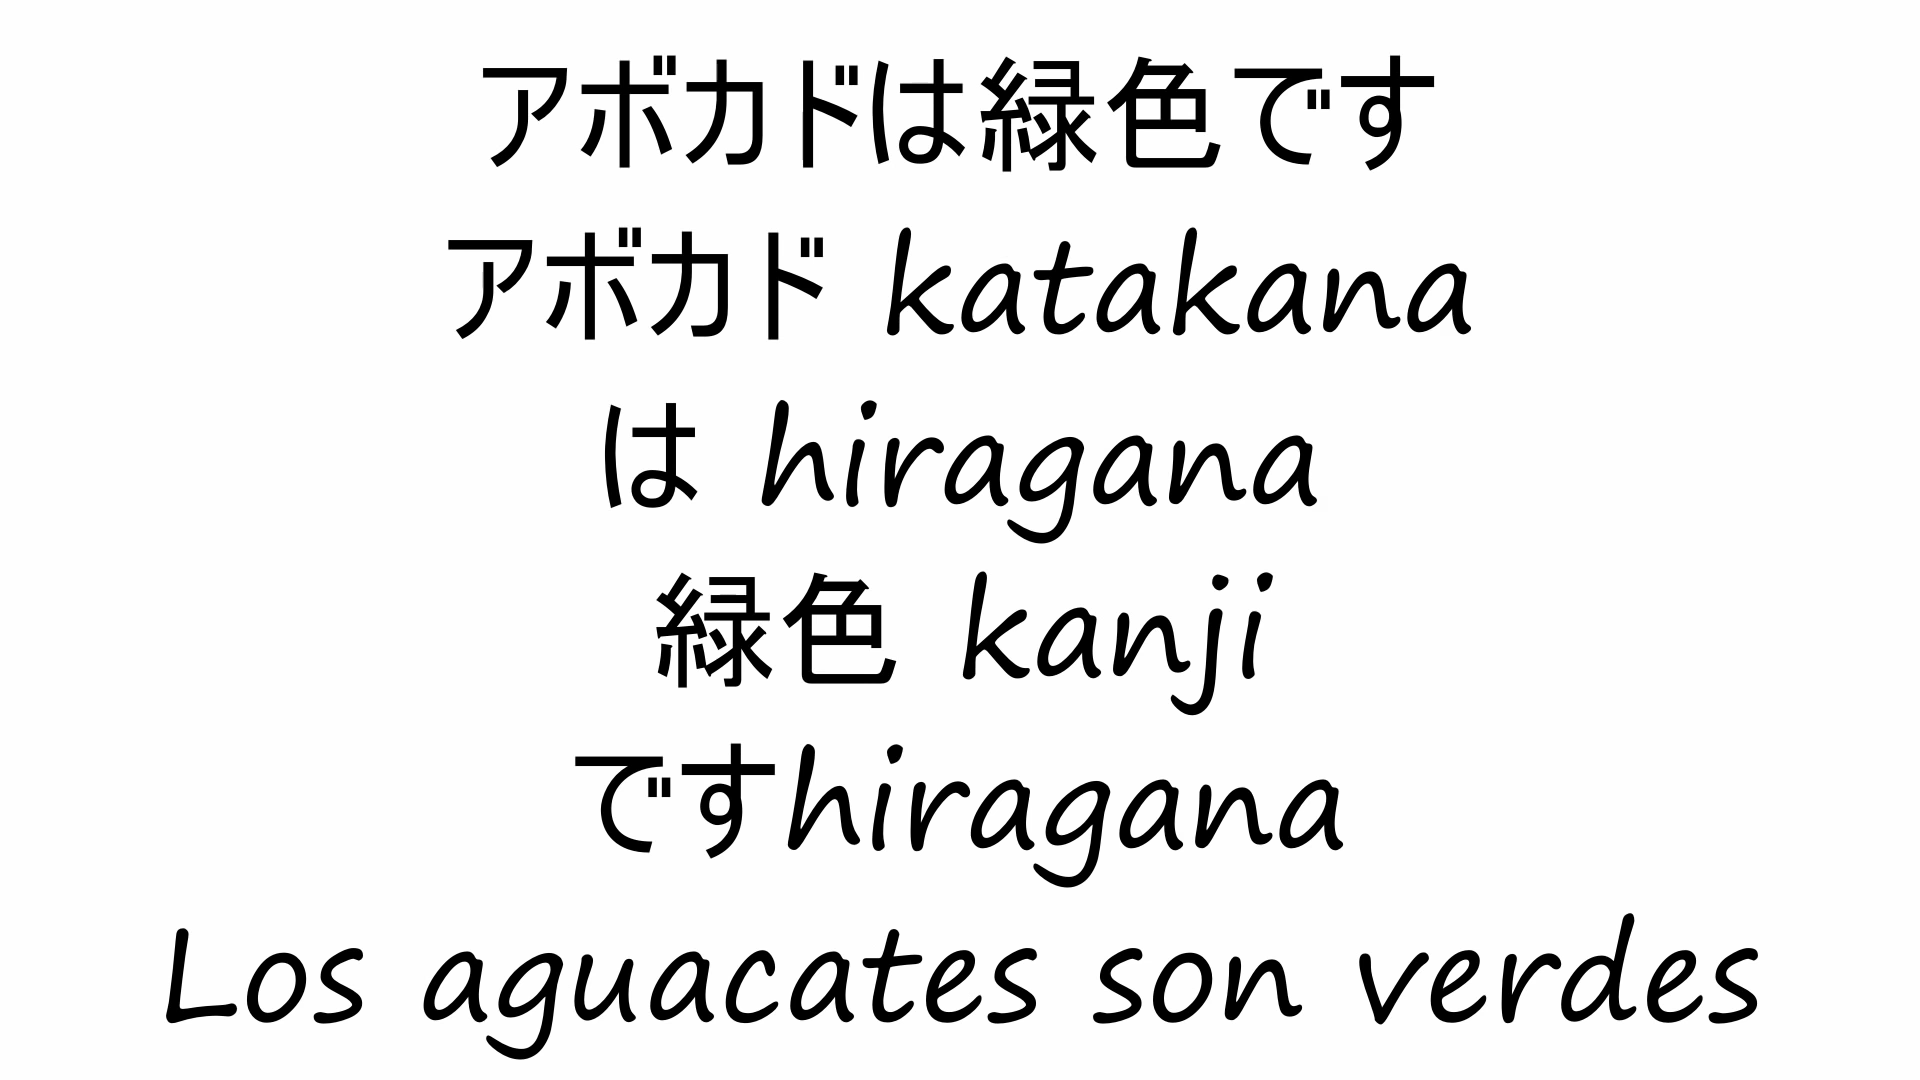 アボカドは緑色です
アボカド katakana
は hiragana
緑色 kanji
ですhiragana
Los aguacates son verdes